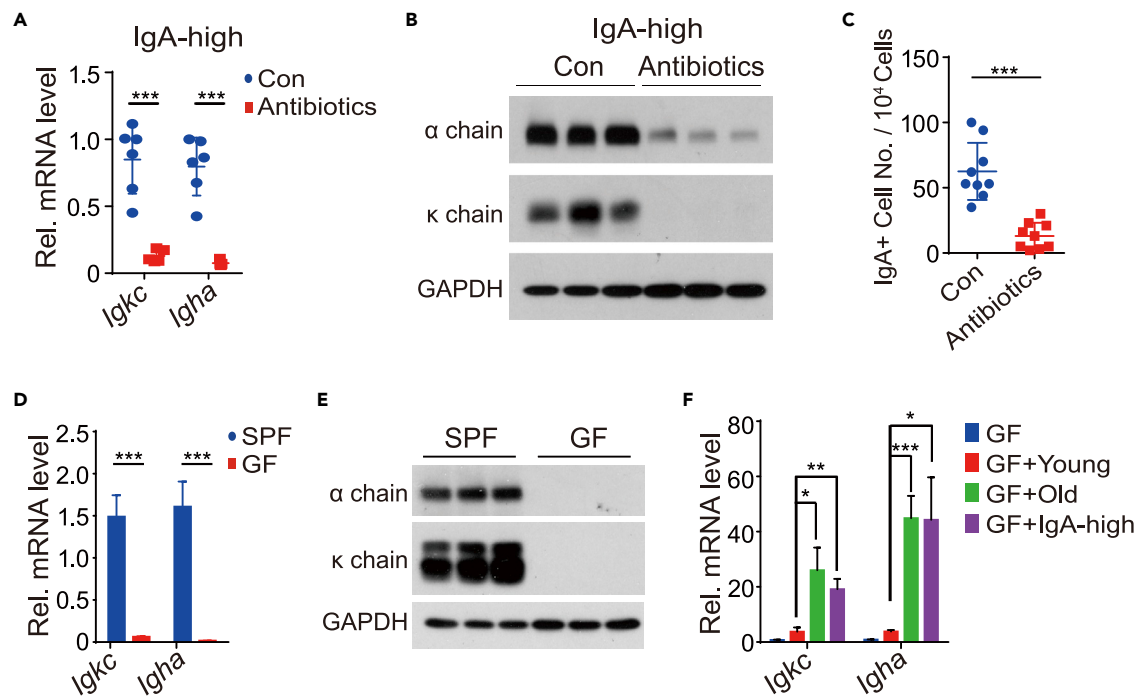 A
IgA-high
Con
Antibiotics
Rel. mRNA level
1.5
1.0
0.5
0
*** ***
Igkc Igha
B
IgA-high
Con Antibiotics
α chain
κ chain
GAPDH
C
IgA+ Cell No. / 10⁴ Cells
150
100
50
0
***
Con
Antibiotics
D
SPF
GF
Rel. mRNA level
2.5
2.0
1.5
1.0
0.5
0
*** ***
Igkc Igha
E
SPF GF
α chain
κ chain
GAPDH
F
GF
GF+Young
GF+Old
GF+IgA-high
Rel. mRNA level
80
60
40
20
0
**
*
*
***
Igkc Igha